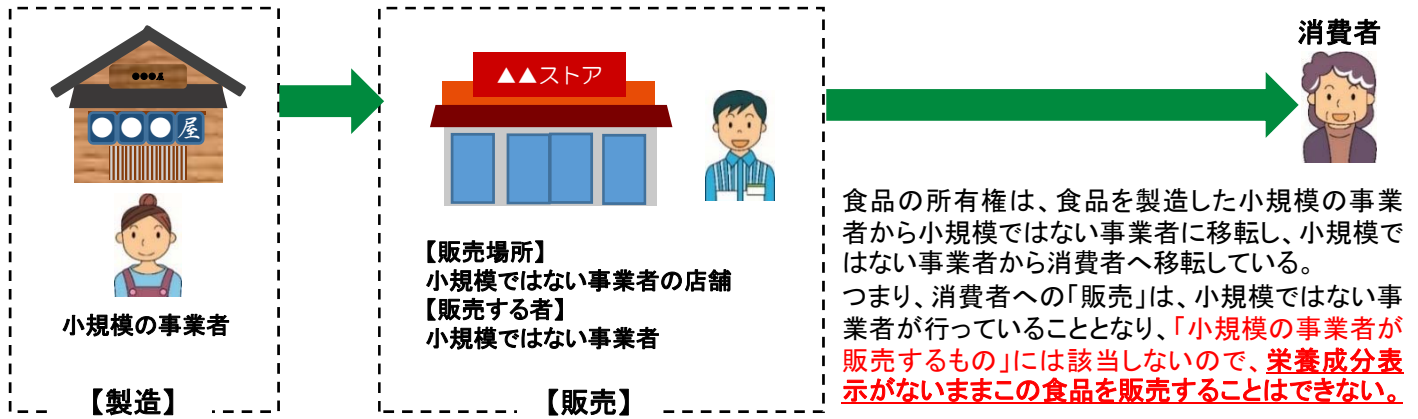 ●●●屋
小規模の事業者
【製造】
▲▲ストア
【販売場所】
小規模ではない事業者の店舗
【販売する者】
小規模ではない事業者
【販売】
消費者
食品の所有権は、食品を製造した小規模の事業
者から小規模ではない事業者に移転し、小規模で
はない事業者から消費者へ移転している。
つまり、消費者への「販売」は、小規模ではない事
業者が行っていることとなり、「小規模の事業者が
販売するもの」には該当しないので、栄養成分表
示がないままこの食品を販売することはできない。